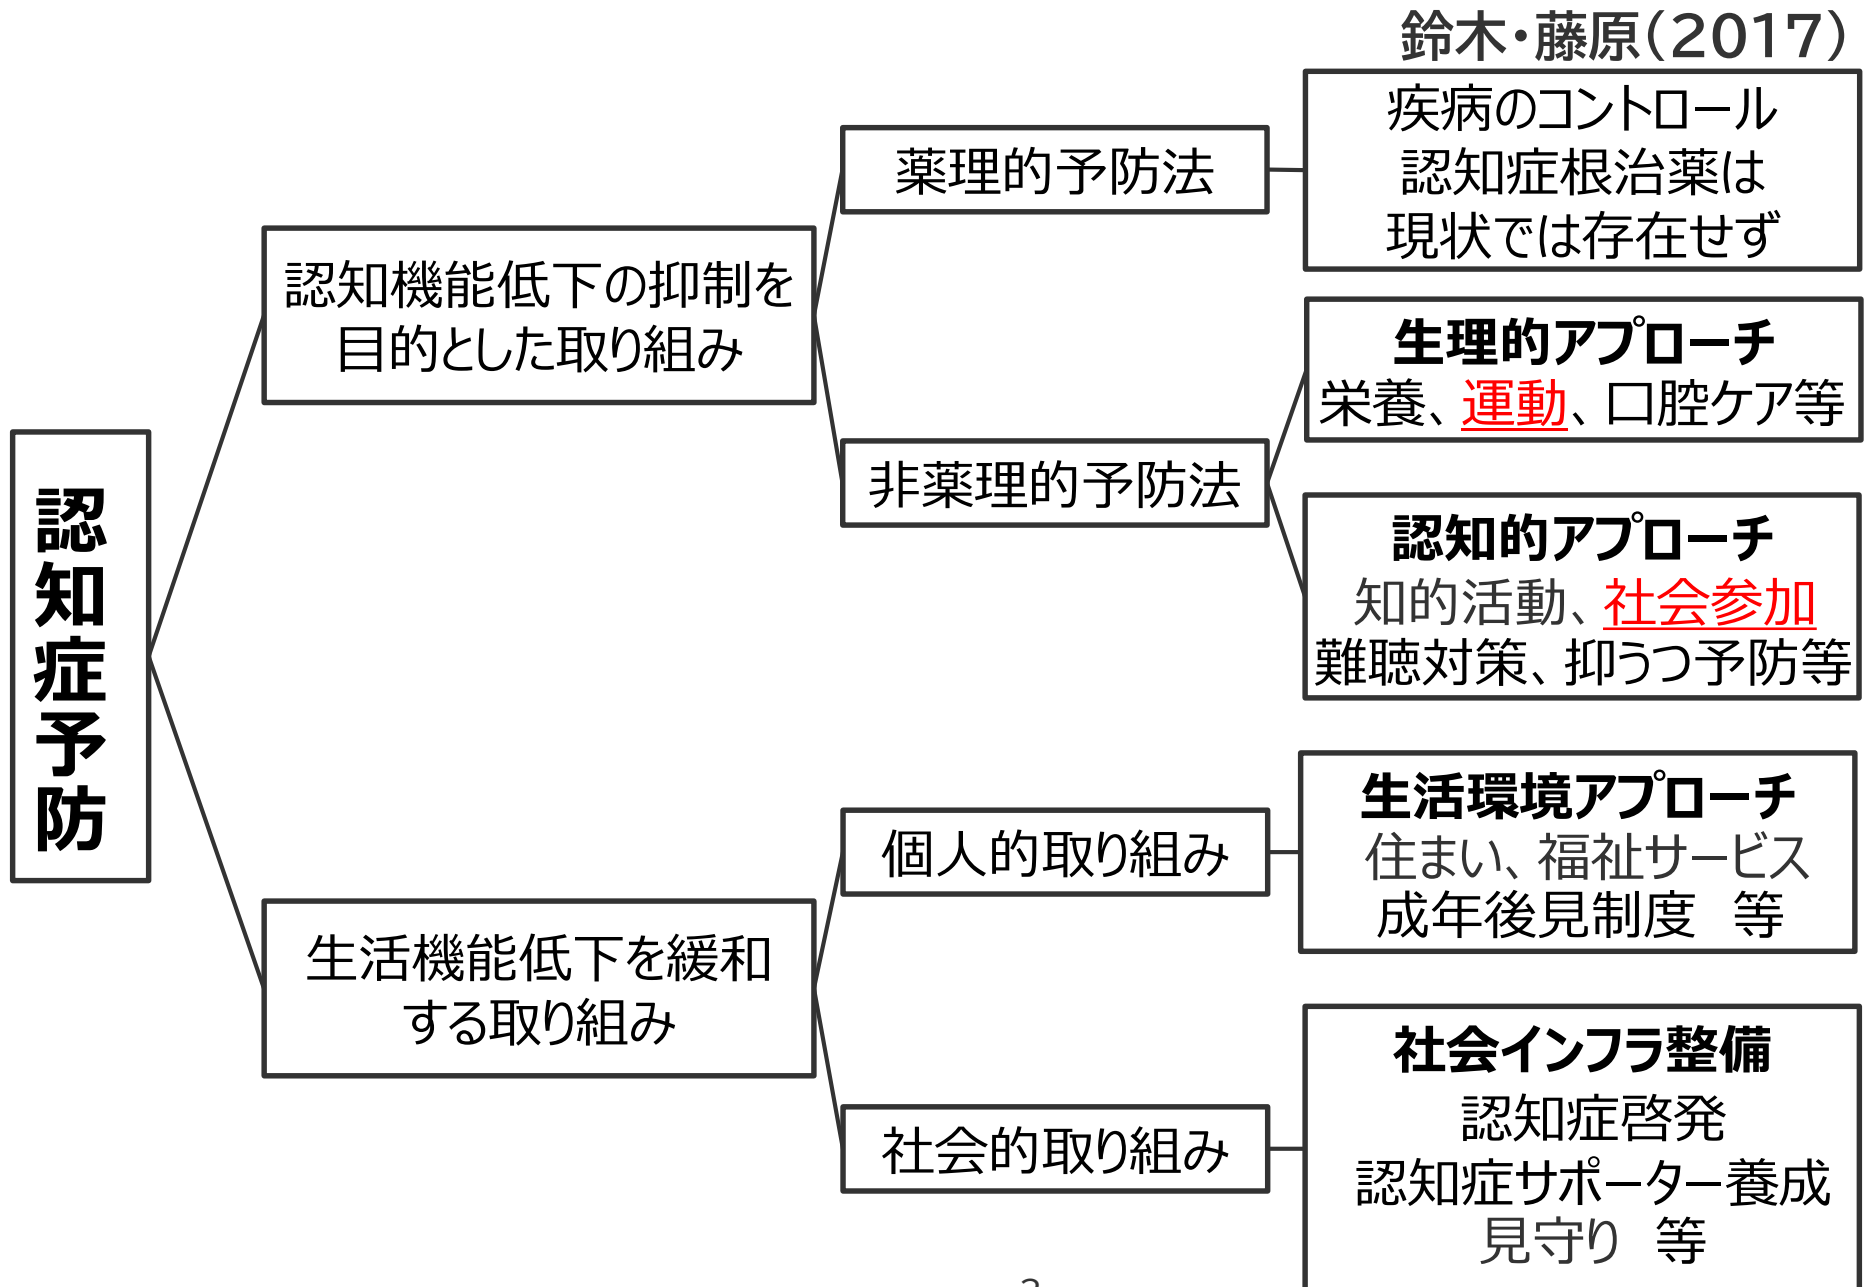 鈴木・藤原（2017）
認知症予防
認知機能低下の抑制を
目的とした取り組み
薬理的予防法
疾病のコントロール
認知症根治薬は
現状では存在せず
非薬理的予防法
生理的アプローチ
栄養、運動、口腔ケア等
認知的アプローチ
知的活動、社会参加
難聴対策、抑うつ予防等
生活機能低下を緩和
する取り組み
個人的取り組み
生活環境アプローチ
住まい、福祉サービス
成年後見制度　等
社会的取り組み
社会インフラ整備
認知症啓発
認知症サポーター養成
見守り　等